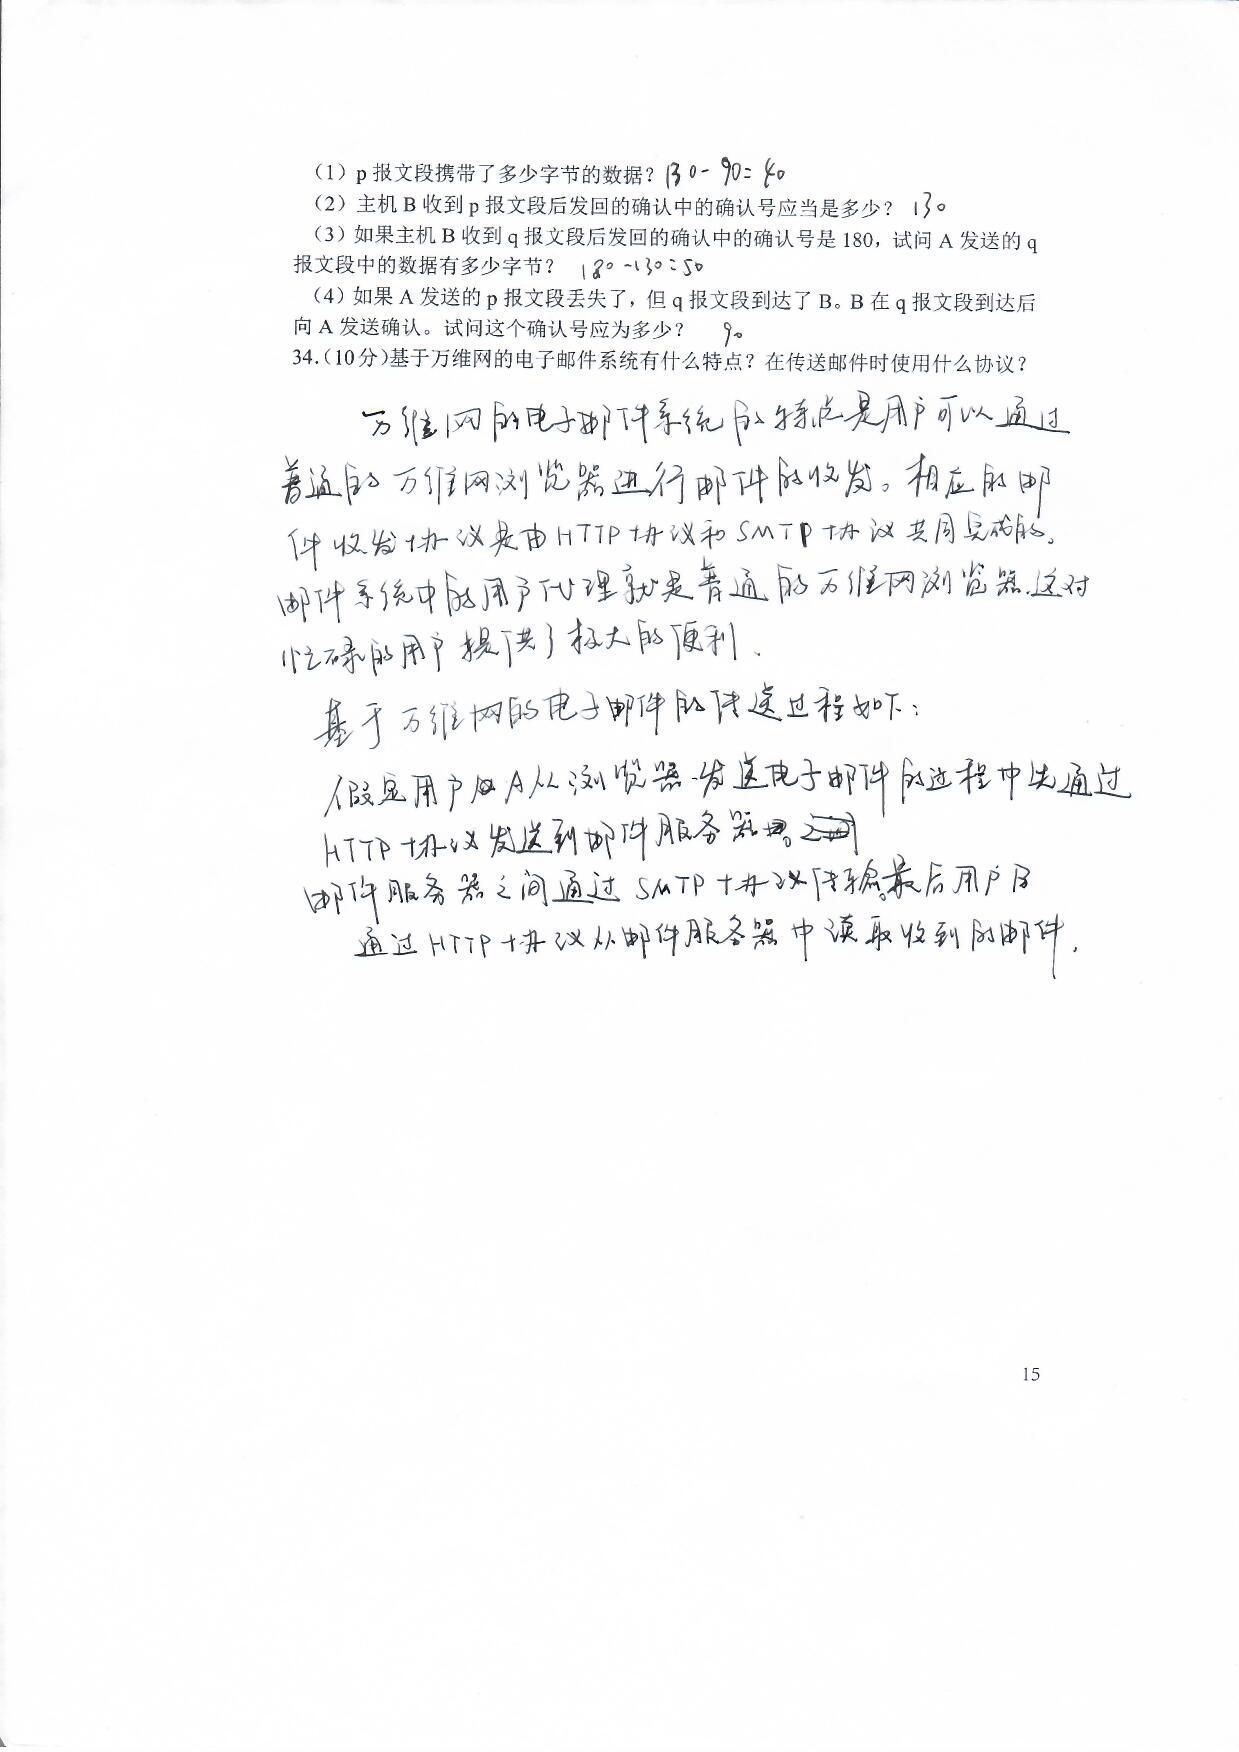 （1）p 报文段携带了多少字节的数据？ 130-90=40
（2）主机 B 收到 p 报文段后发回的确认中的确认号应当是多少？ 130
（3）如果主机 B 收到 q 报文段后发回的确认中的确认号是 180，试问 A 发送的 q
报文段中的数据有多少字节？ 180-130=50
（4）如果 A 发送的 p 报文段丢失了，但 q 报文段到达了 B。B 在 q 报文段到达后
向 A 发送确认。试问这个确认号应为多少？ 90
34.（10 分）基于万维网的电子邮件系统有什么特点？在传送邮件时使用什么协议？
万维网的电子邮件系统的特点是用户可以通过
普通的万维网浏览器进行邮件的收发。相应的邮
件收发协议是由HTTP协议和SMTP协议共同完成的。
邮件系统中的用户代理就是普通的万维网浏览器.这对
忙碌的用户提供了极大的便利.
基于万维网的电子邮件的传送过程如下：
假定用户A从浏览器发送电子邮件的过程中先通过
HTTP协议发送到邮件服务器。
邮件服务器之间通过SMTP协议传输.最后用户B
通过HTTP协议从邮件服务器中读取收到的邮件.
15